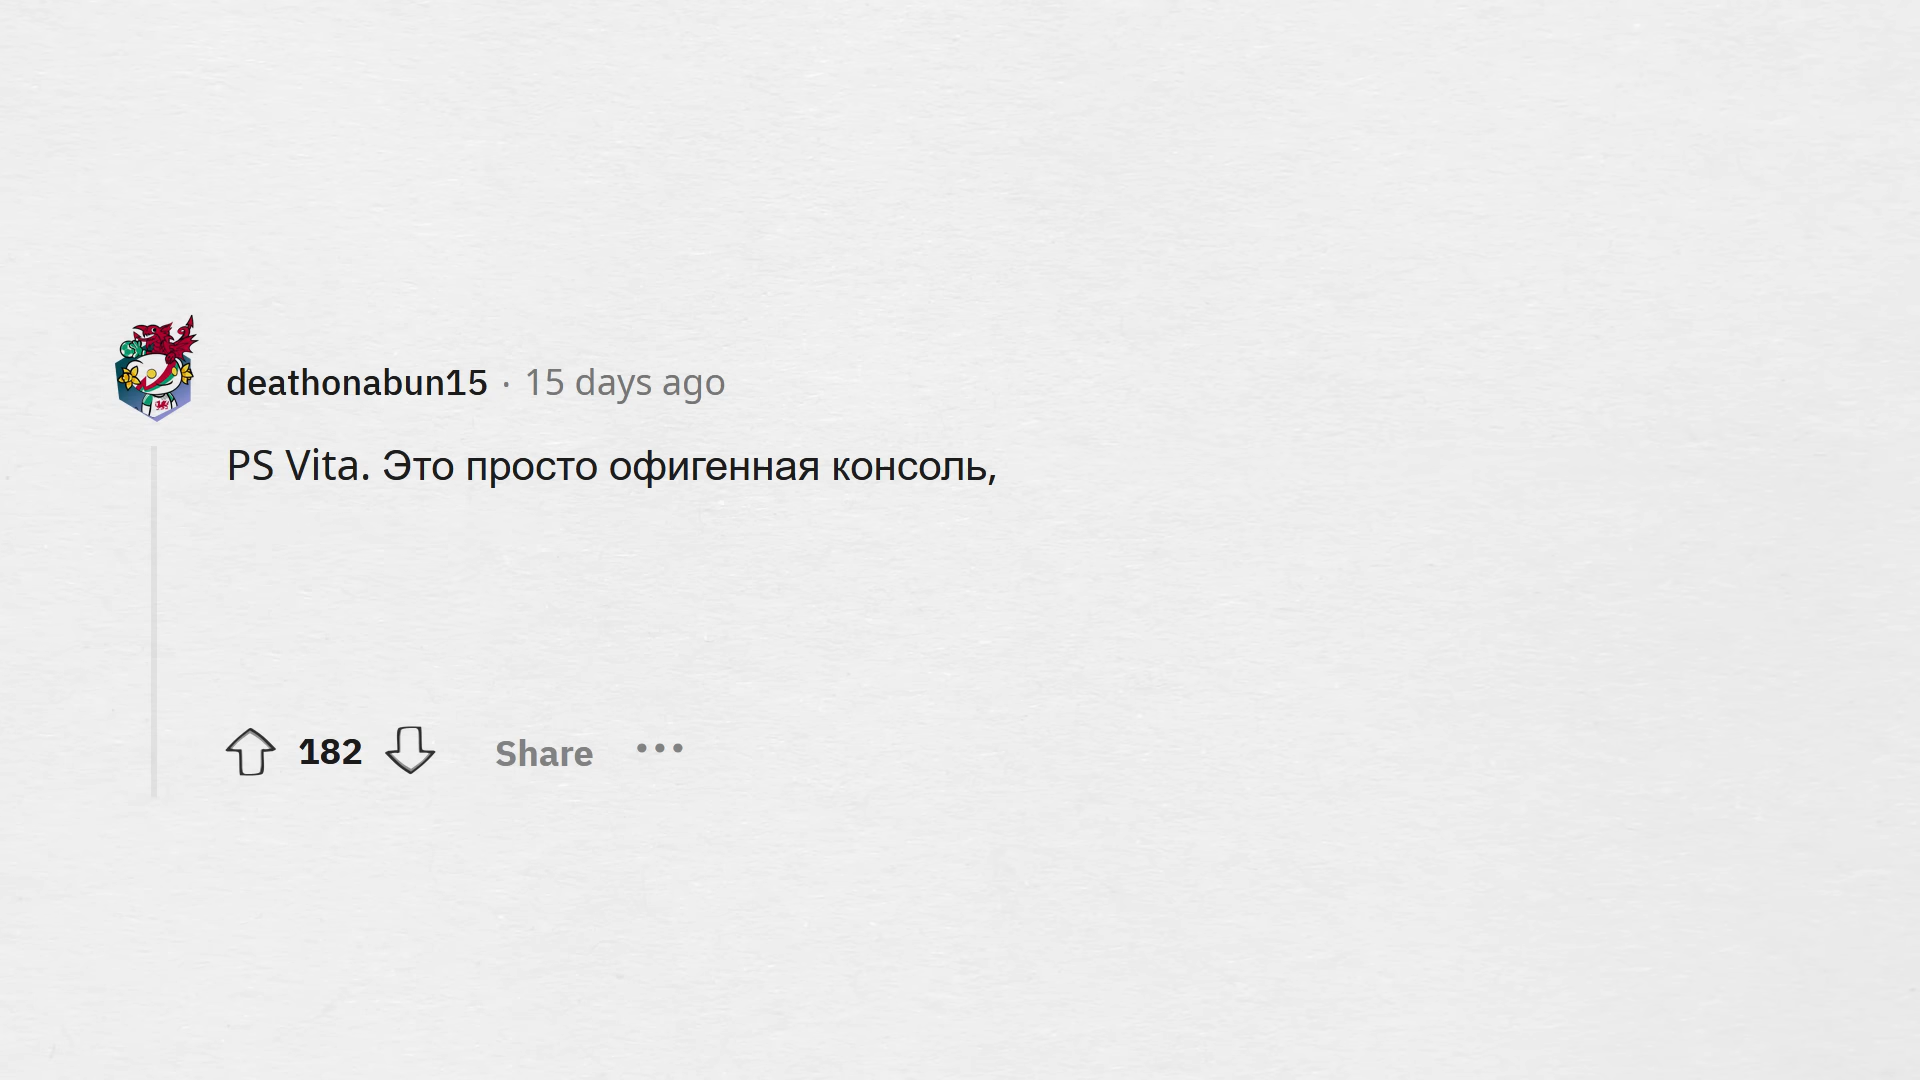 deathonabun15 · 15 days ago
PS Vita. Это просто офигенная консоль,
182 Share •••